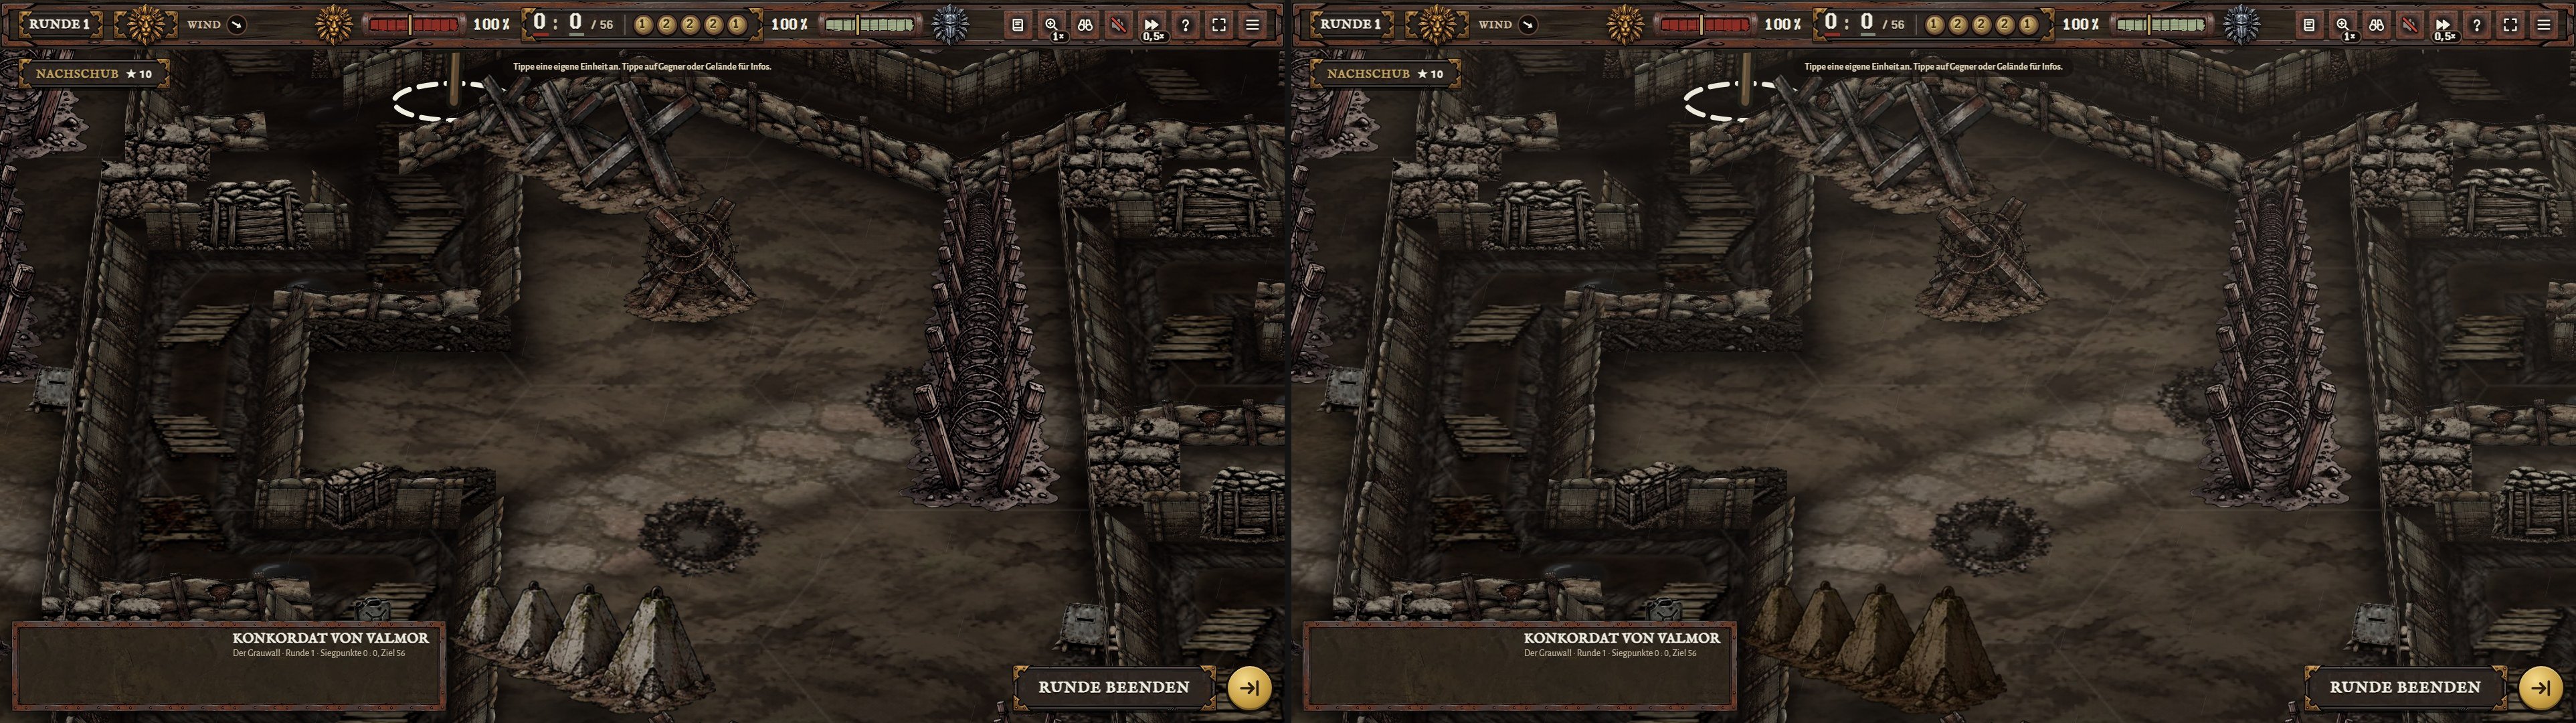 RUNDE 1
WIND
100 %
0 : 0 / 56
1 2 2 2 1
100 %
1×
0,5×
?
NACHSCHUB ★ 10
Tippe eine eigene Einheit an. Tippe auf Gegner oder Gelände für Infos.
KONKORDAT VON VALMOR
Der Grauwall · Runde 1 · Siegpunkte 0 : 0, Ziel 56
RUNDE BEENDEN
RUNDE 1
WIND
100 %
0 : 0 / 56
1 2 2 2 1
100 %
1×
0,5×
?
NACHSCHUB ★ 10
Tippe eine eigene Einheit an. Tippe auf Gegner oder Gelände für Infos.
KONKORDAT VON VALMOR
Der Grauwall · Runde 1 · Siegpunkte 0 : 0, Ziel 56
RUNDE BEENDEN